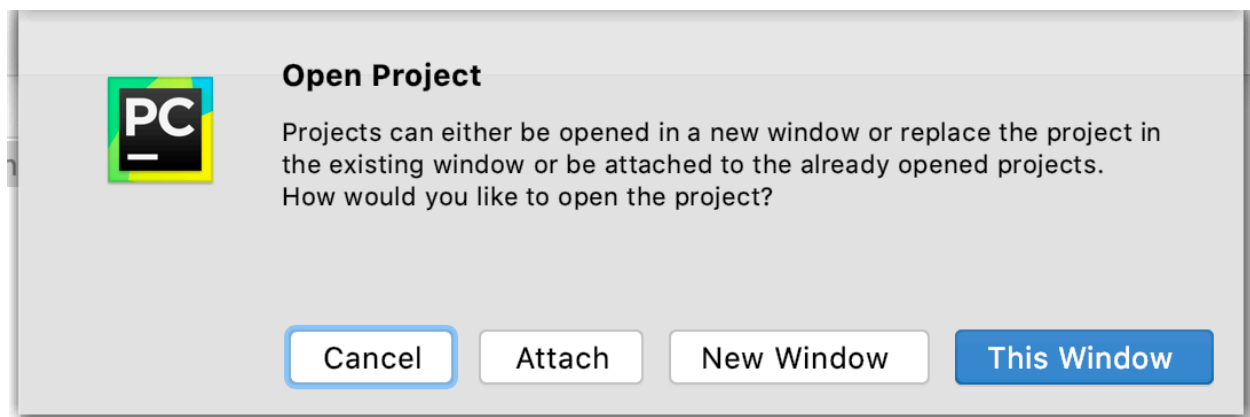 Open Project
PC
Projects can either be opened in a new window or replace the project in
the existing window or be attached to the already opened projects.
How would you like to open the project?
Cancel Attach New Window This Window